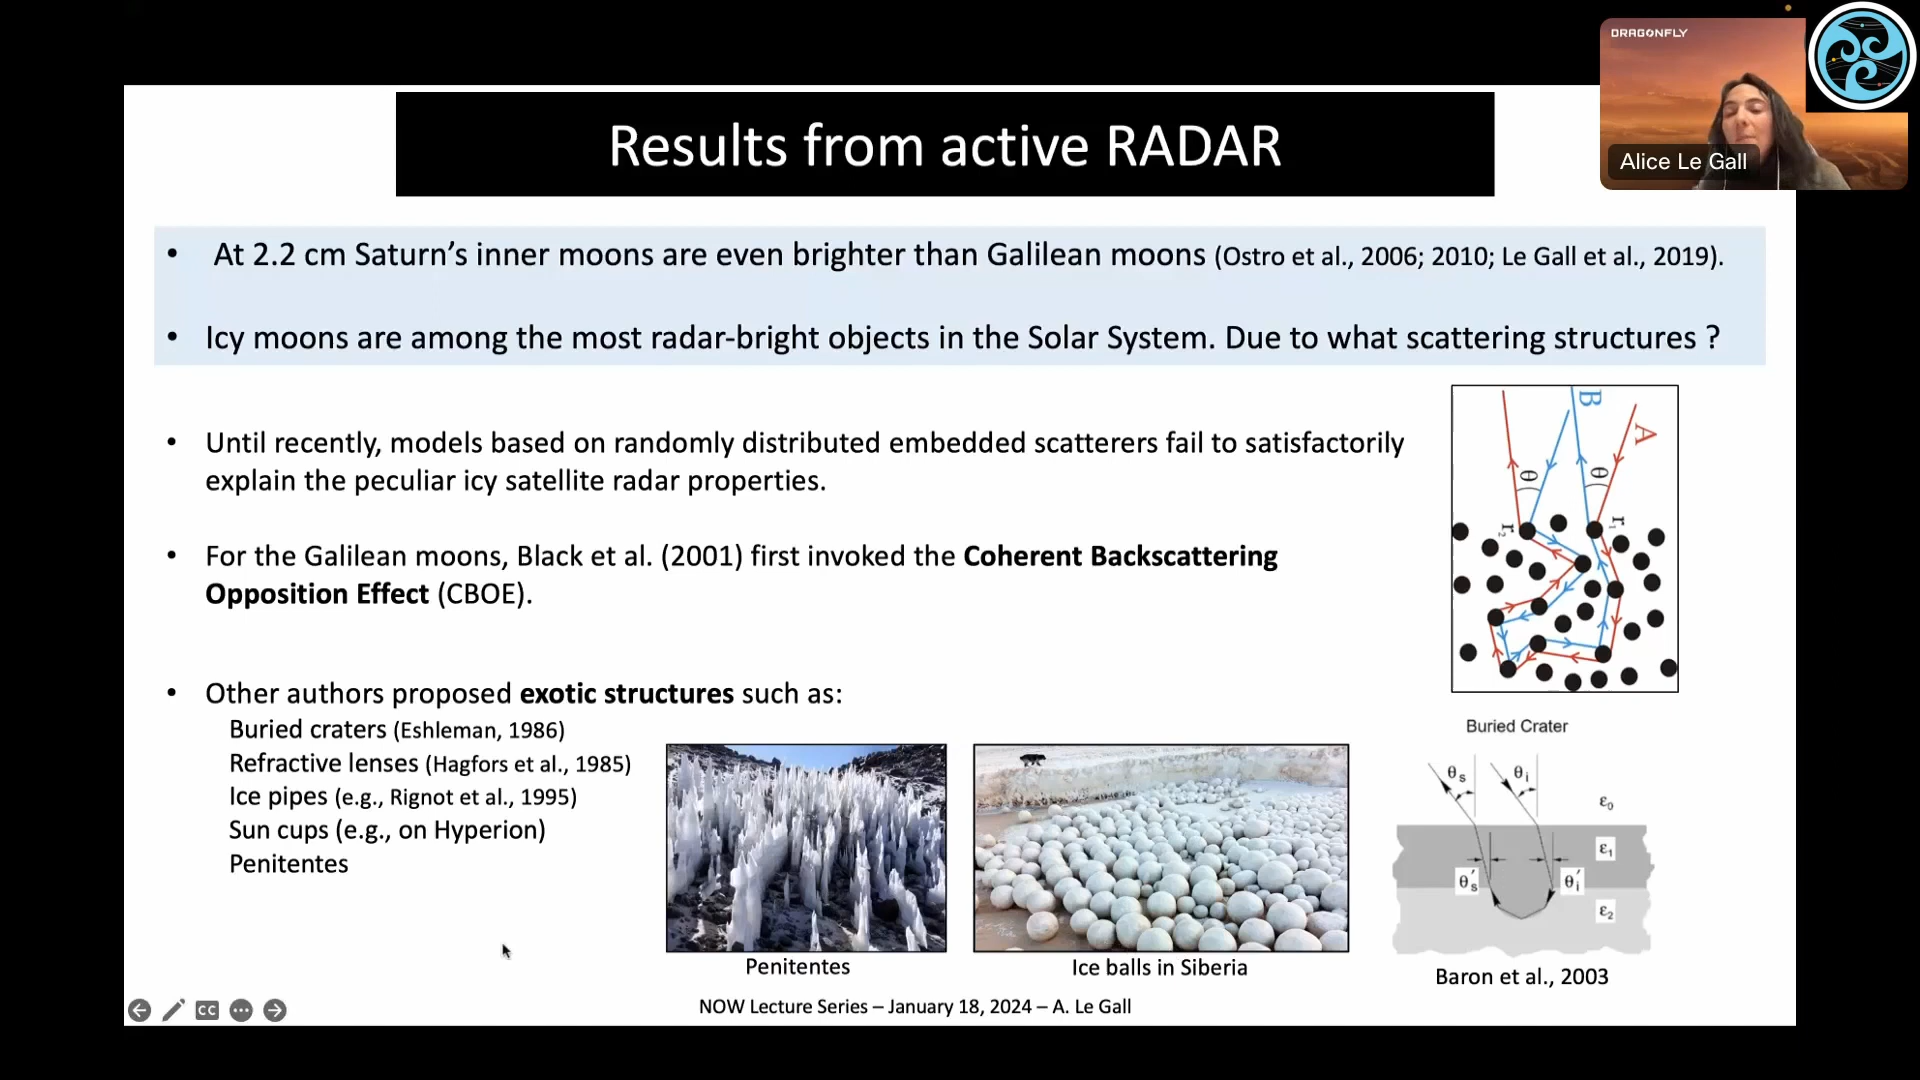 DRAGONFLY
Alice Le Gall
Results from active RADAR
• At 2.2 cm Saturn’s inner moons are even brighter than Galilean moons (Ostro et al., 2006; 2010; Le Gall et al., 2019).
• Icy moons are among the most radar-bright objects in the Solar System. Due to what scattering structures ?
• Until recently, models based on randomly distributed embedded scatterers fail to satisfactorily
explain the peculiar icy satellite radar properties.
• For the Galilean moons, Black et al. (2001) first invoked the Coherent Backscattering
Opposition Effect (CBOE).
• Other authors proposed exotic structures such as:
Buried craters (Eshleman, 1986)
Refractive lenses (Hagfors et al., 1985)
Ice pipes (e.g., Rignot et al., 1995)
Sun cups (e.g., on Hyperion)
Penitentes
B
A
θ θ
r₂ r₁
Penitentes
Ice balls in Siberia
Buried Crater
θs θi
ε0
ε1
θ's θ'i
ε2
Baron et al., 2003
NOW Lecture Series – January 18, 2024 – A. Le Gall
CC